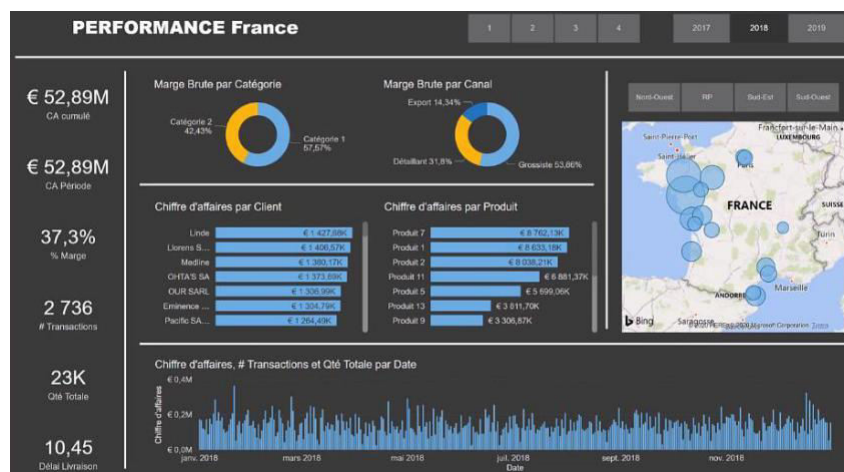 PERFORMANCE France
1 2 3 4
2017 2018 2019
€ 52,89M
CA cumulé
€ 52,89M
CA Période
37,3%
% Marge
2 736
# Transactions
23K
Qté Totale
10,45
Délai Livraison
Marge Brute par Catégorie
Catégorie 2
42,43%
Catégorie 1
57,57%
Marge Brute par Canal
Export 14,34%
Détaillant 31,8%
Grossiste 53,86%
Chiffre d'affaires par Client
Linde € 1 427,68K
Llorens S...
€ 1 406,57K
Medline € 1 380,17K
OHTA'S SA € 1 373,69K
OUR SARL € 1 306,99K
Eminence ... € 1 304,79K
Pacific SA... € 1 264,49K
Chiffre d'affaires par Produit
Produit 7 € 8 762,13K
Produit 1 € 8 633,18K
Produit 2 € 8 038,21K
Produit 11 € 6 881,37K
Produit 5 € 5 699,06K
Produit 13 € 3 811,70K
Produit 9 € 3 306,87K
Nord-Ouest RP Sud-Est Sud-Ouest
Saint-Pierre-Port
Francfort-sur-le-Main
LUXEMBOURG
Paris
FRANCE
SUISSE
Turin
Marseille
ANDORRE
Bing
Saragosse
Chiffre d'affaires, # Transactions et Qté Totale par Date
Chiffre d'affaires
€ 0,4M
€ 0,2M
€ 0,0M
janv. 2018 mars 2018 mai 2018 juil. 2018 sept. 2018 nov. 2018
Date